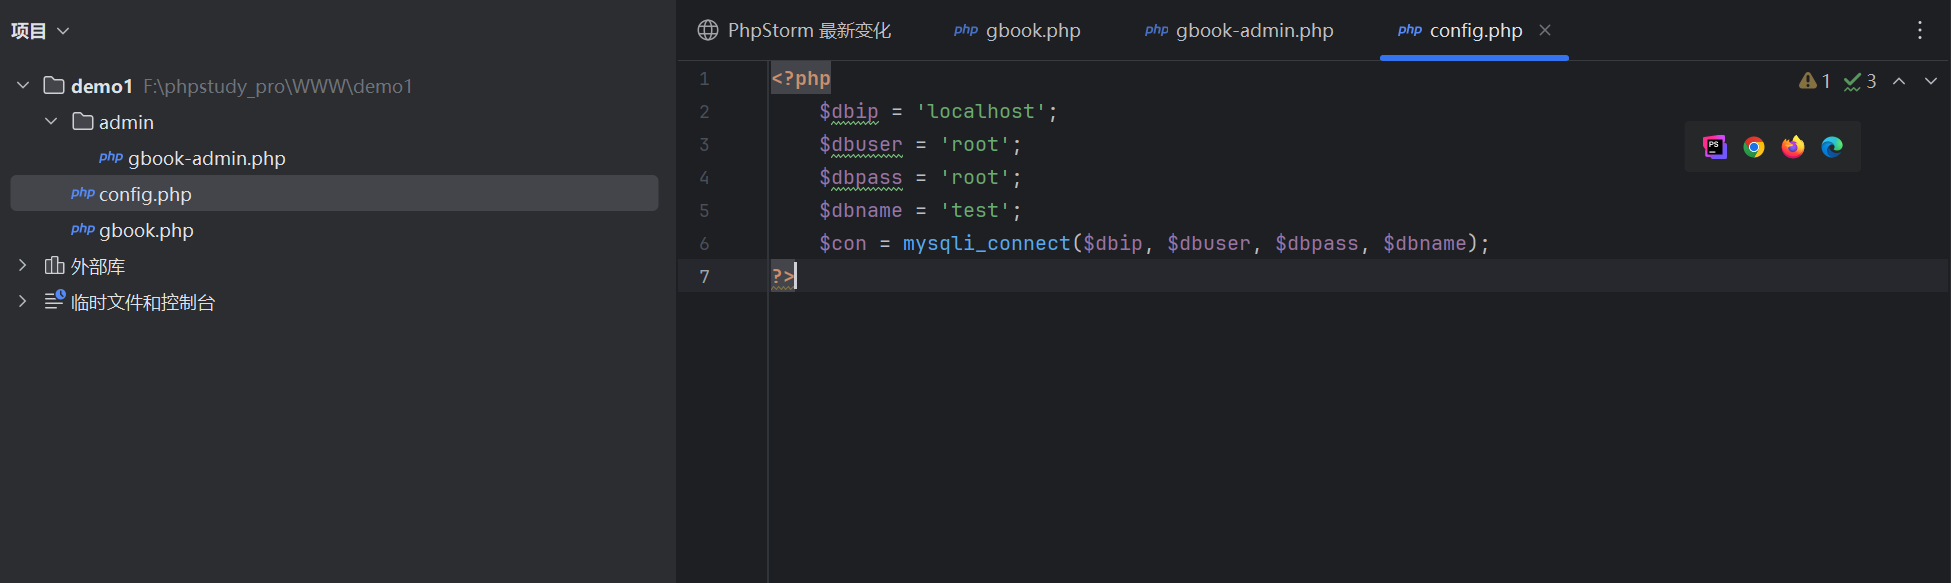 项目
demo1 F:\phpstudy_pro\WWW\demo1
admin
php gbook-admin.php
php config.php
php gbook.php
外部库
临时文件和控制台
PhpStorm 最新变化 php gbook.php php gbook-admin.php php config.php
1 <?php
2 $dbip = 'localhost';
3 $dbuser = 'root';
4 $dbpass = 'root';
5 $dbname = 'test';
6 $con = mysqli_connect($dbip, $dbuser, $dbpass, $dbname);
7 ?>
1 3
PS